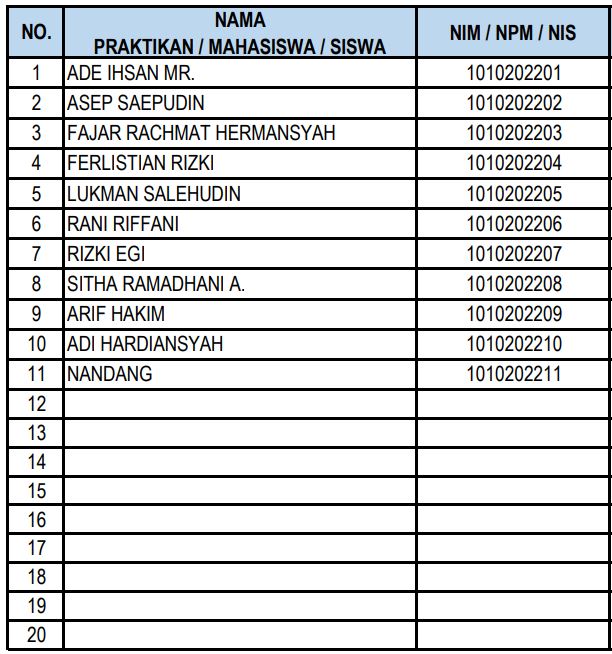 NO. NAMA PRAKTIKAN / MAHASISWA / SISWA NIM / NPM / NIS
1 ADE IHSAN MR. 1010202201
2 ASEP SAEPUDIN 1010202202
3 FAJAR RACHMAT HERMANSYAH 1010202203
4 FERLISTIAN RIZKI 1010202204
5 LUKMAN SALEHUDIN 1010202205
6 RANI RIFFANI 1010202206
7 RIZKI EGI 1010202207
8 SITHA RAMADHANI A. 1010202208
9 ARIF HAKIM 1010202209
10 ADI HARDIANSYAH 1010202210
11 NANDANG 1010202211
12
13
14
15
16
17
18
19
20